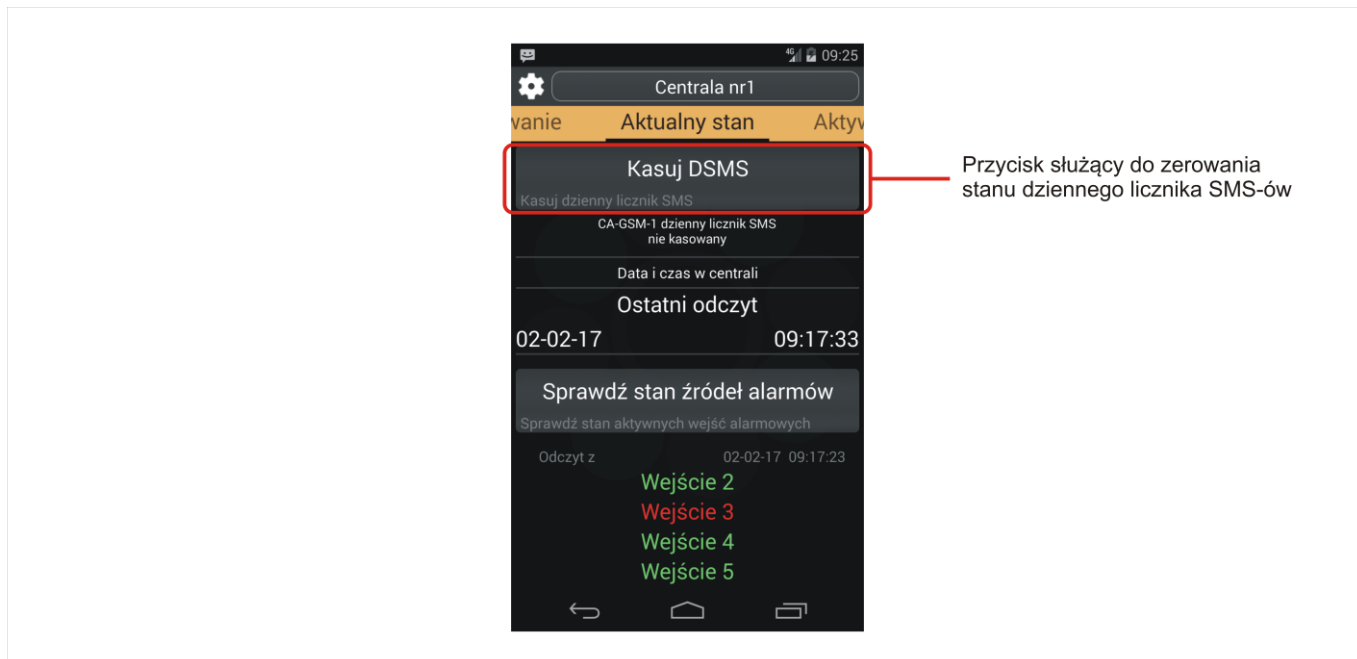 4G 09:25
Centrala nr1
wanie Aktualny stan Aktyw
Kasuj DSMS
Kasuj dzienny licznik SMS
Przycisk służący do zerowania
stanu dziennego licznika SMS-ów
CA-GSM-1 dzienny licznik SMS
nie kasowany
Data i czas w centrali
Ostatni odczyt
02-02-17 09:17:33
Sprawdź stan źródeł alarmów
Sprawdź stan aktywnych wejść alarmowych
Odczyt z 02-02-17 09:17:23
Wejście 2
Wejście 3
Wejście 4
Wejście 5